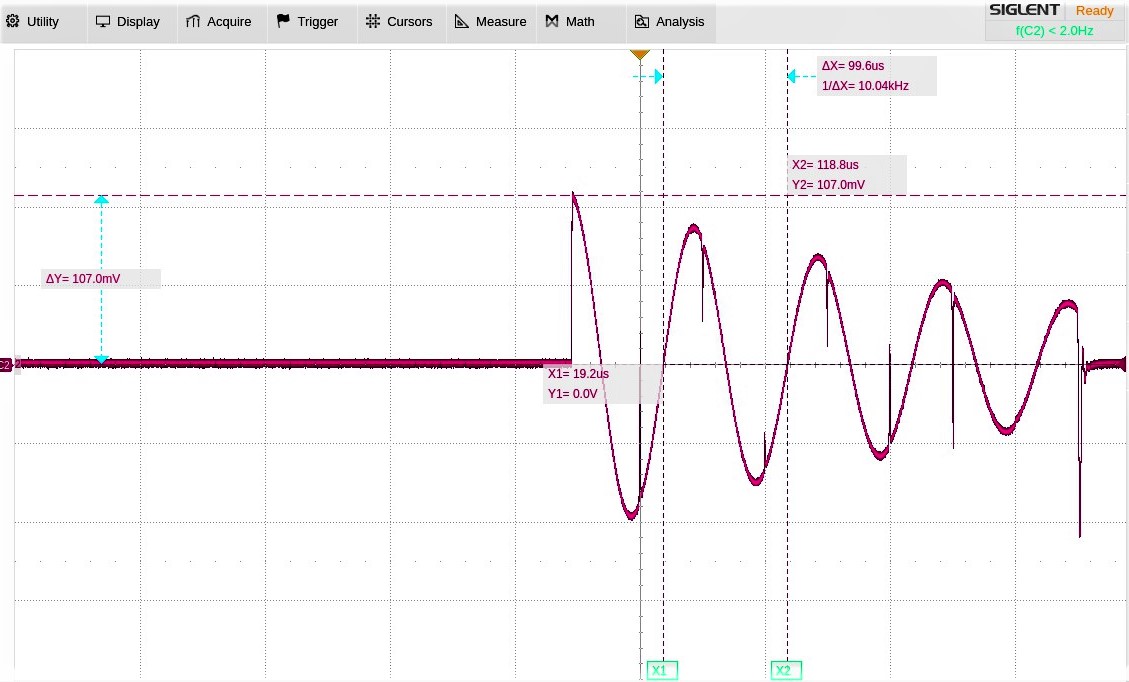 Utility
Display
Acquire
Trigger
Cursors
Measure
Math
Analysis
SIGLENT
Ready
f(C2) < 2.0Hz
ΔX= 99.6us
1/ΔX= 10.04kHz
X2= 118.8us
Y2= 107.0mV
ΔY= 107.0mV
C2
X1= 19.2us
Y1= 0.0V
X1
X2